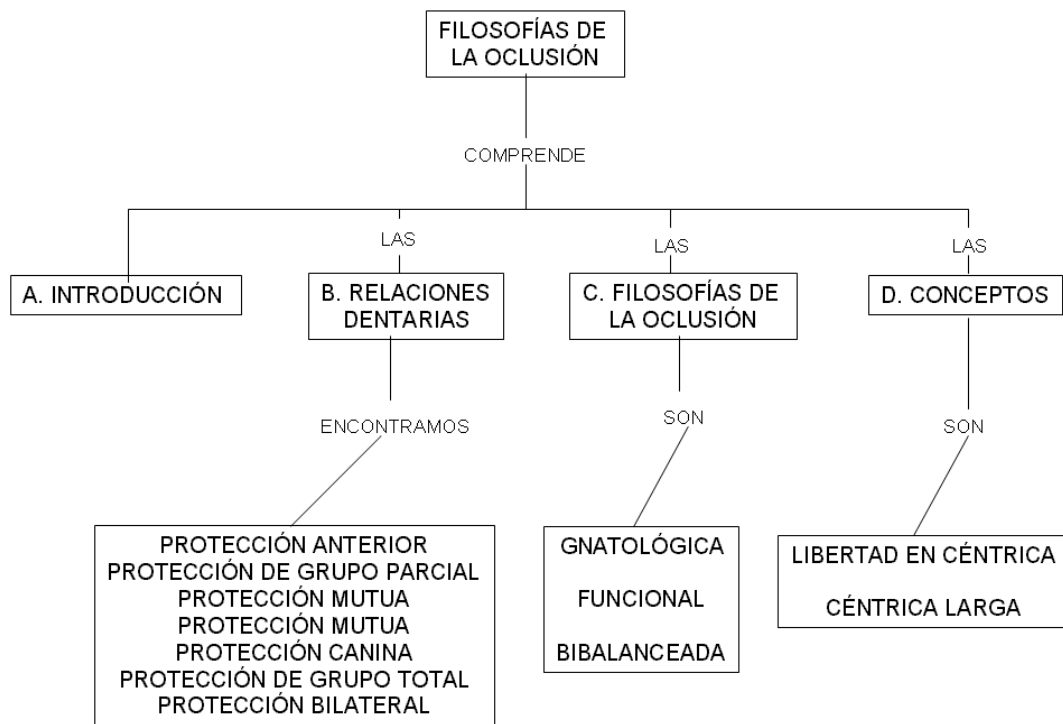 FILOSOFÍAS DE
LA OCLUSIÓN
COMPRENDE
LAS
LAS
LAS
A. INTRODUCCIÓN
B. RELACIONES
DENTARIAS
C. FILOSOFÍAS DE
LA OCLUSIÓN
D. CONCEPTOS
ENCONTRAMOS
SON
SON
PROTECCIÓN ANTERIOR
PROTECCIÓN DE GRUPO PARCIAL
PROTECCIÓN MUTUA
PROTECCIÓN MUTUA
PROTECCIÓN CANINA
PROTECCIÓN DE GRUPO TOTAL
PROTECCIÓN BILATERAL
GNATOLÓGICA
FUNCIONAL
BIBALANCEADA
LIBERTAD EN CÉNTRICA
CÉNTRICA LARGA